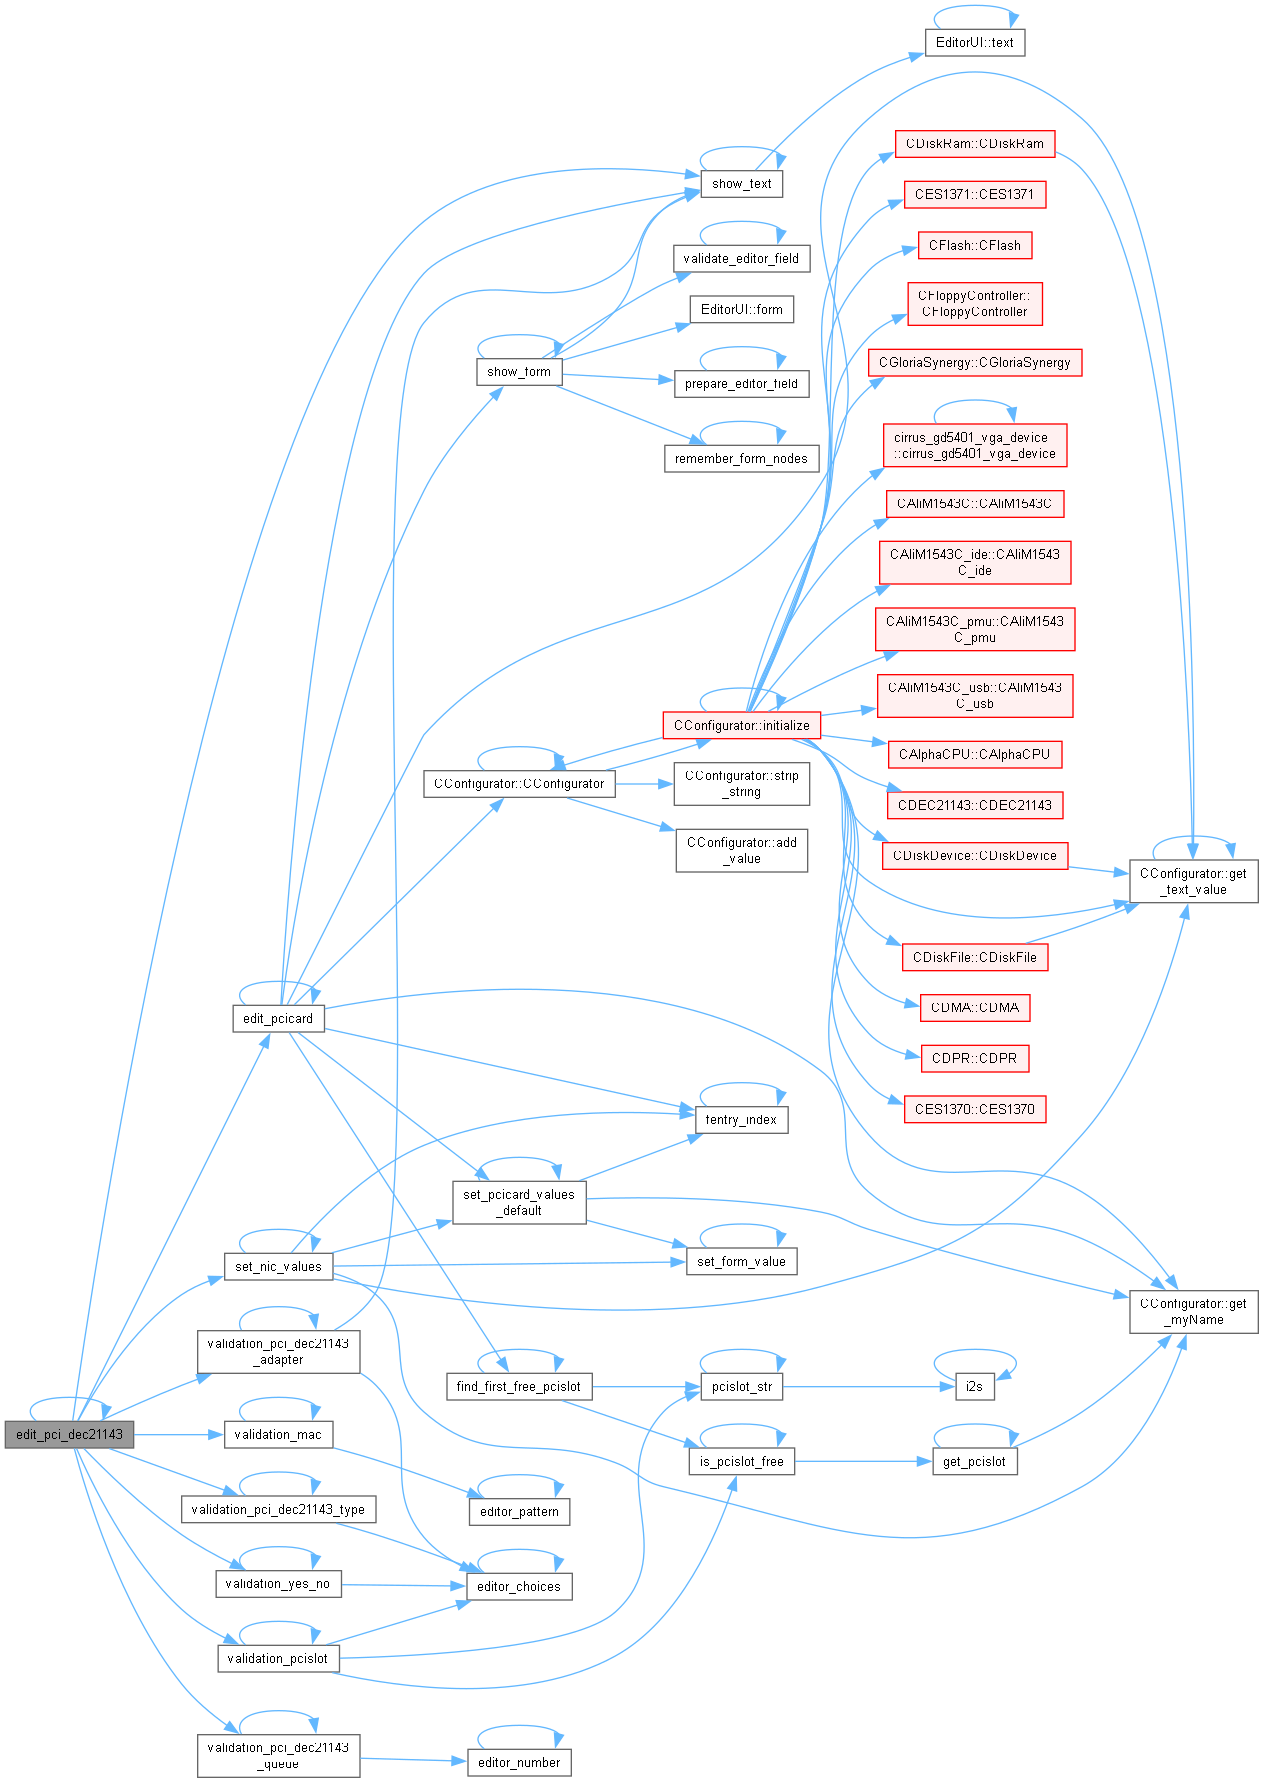 EditorUI::text
CDiskRam::CDiskRam
show_text
CES1371::CES1371
CFlash::CFlash
validate_editor_field
CFloppyController::
CFloppyController
EditorUI::form
CGloriaSynergy::CGloriaSynergy
show_form
prepare_editor_field
cirrus_gd5401_vga_device
::cirrus_gd5401_vga_device
remember_form_nodes
CAliM1543C::CAliM1543C
CAliM1543C_ide::CAliM1543
C_ide
CAliM1543C_pmu::CAliM1543
C_pmu
CAliM1543C_usb::CAliM1543
C_usb
CConfigurator::initialize
CAlphaCPU::CAlphaCPU
CConfigurator::CConfigurator
CConfigurator::strip
_string
CDEC21143::CDEC21143
CConfigurator::add
_value
CDiskDevice::CDiskDevice
CConfigurator::get
_text_value
CDiskFile::CDiskFile
CDMA::CDMA
edit_pcicard
CDPR::CDPR
CES1370::CES1370
fentry_index
set_pcicard_values
_default
set_nic_values
set_form_value
CConfigurator::get
_myName
validation_pci_dec21143
_adapter
find_first_free_pcislot
pcislot_str
i2s
edit_pci_dec21143
validation_mac
is_pcislot_free
get_pcislot
validation_pci_dec21143_type
editor_pattern
validation_yes_no
editor_choices
validation_pcislot
validation_pci_dec21143
_queue
editor_number